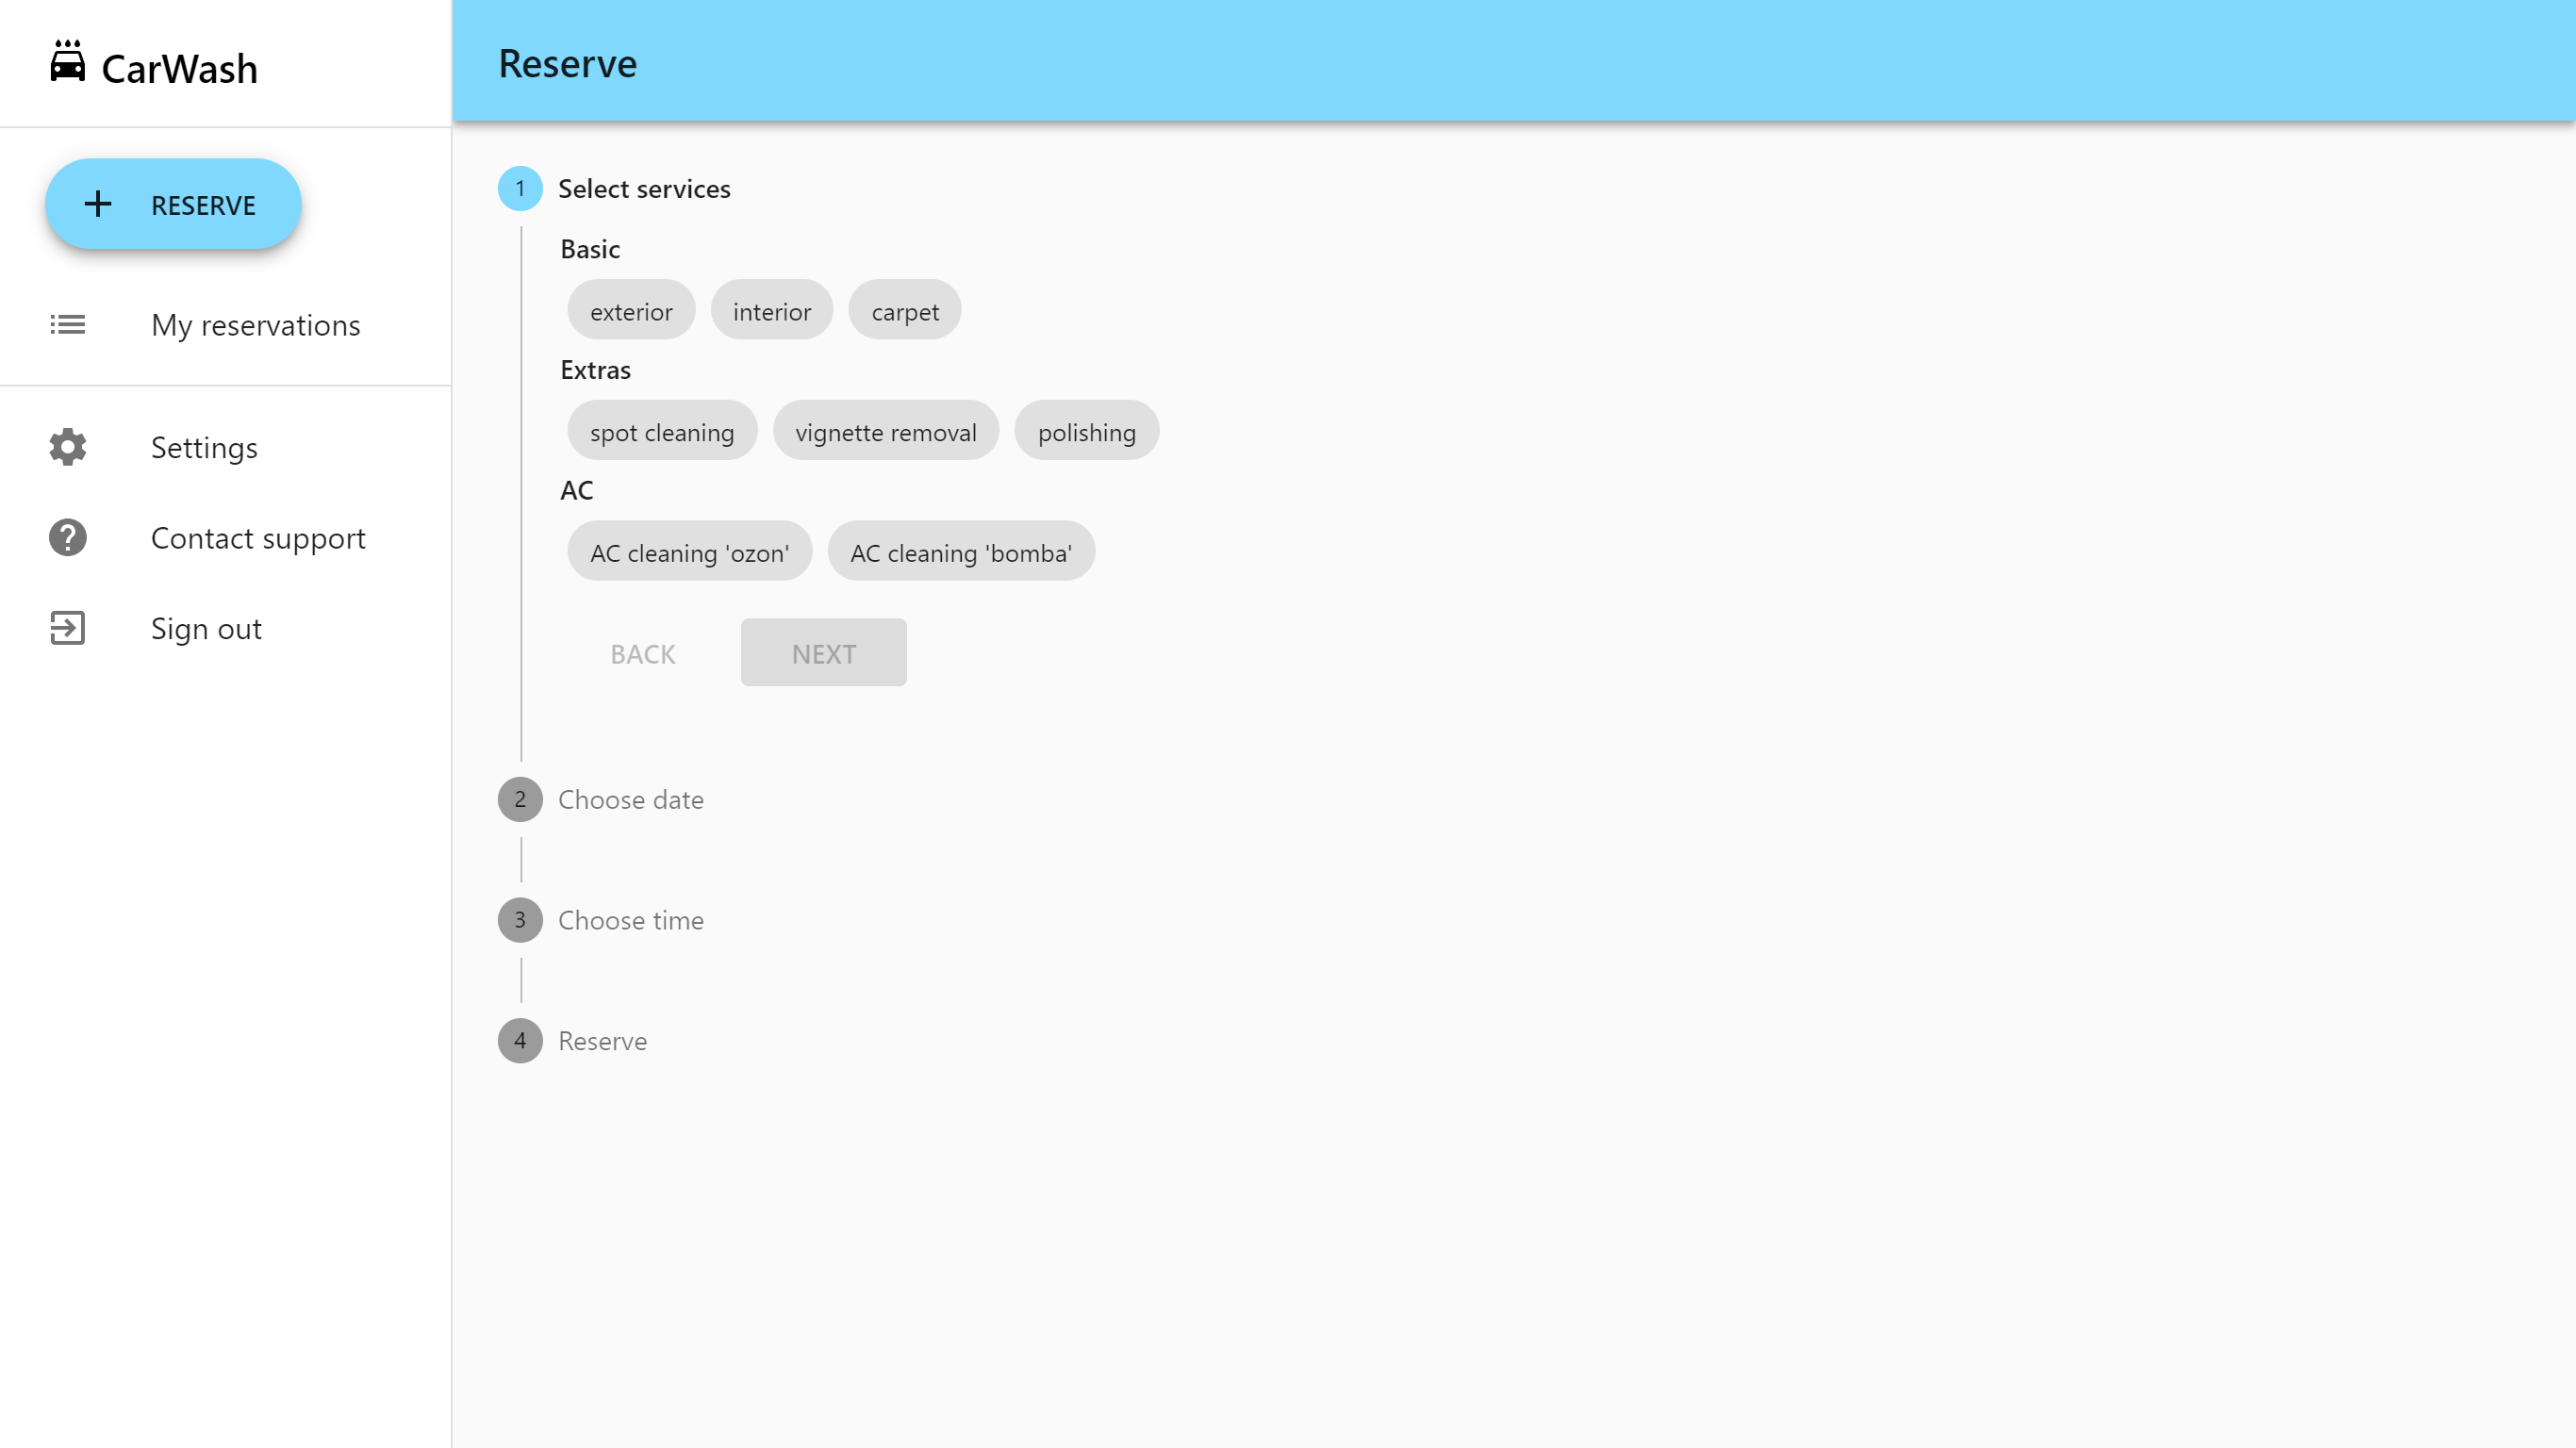 CarWash
RESERVE
My reservations
Settings
Contact support
Sign out
Reserve
1 Select services
Basic
exterior interior carpet
Extras
spot cleaning vignette removal polishing
AC
AC cleaning 'ozon' AC cleaning 'bomba'
BACK NEXT
2 Choose date
3 Choose time
4 Reserve